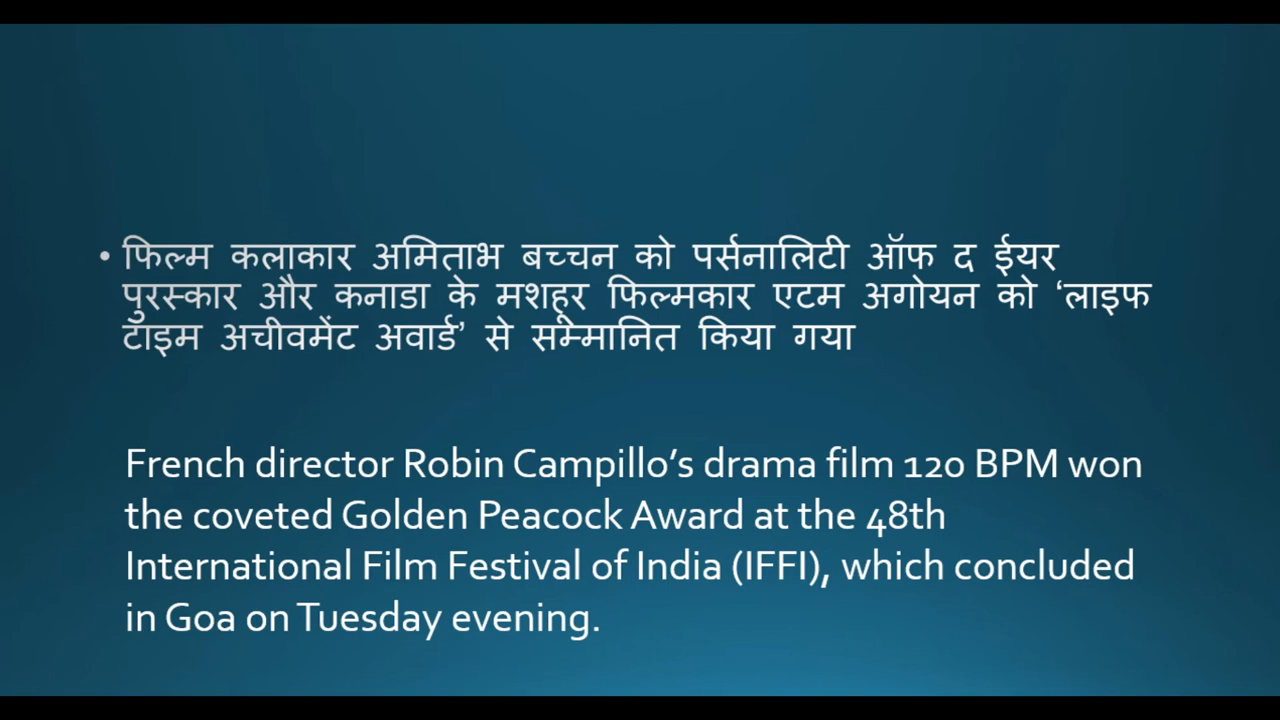 • फिल्म कलाकार अमिताभ बच्चन को पर्सनालिटी ऑफ द ईयर
पुरस्कार और कनाडा के मशहूर फिल्मकार एटम अगोयन को ‘लाइफ
टाइम अचीवमेंट अवार्ड’ से सम्मानित किया गया
French director Robin Campillo’s drama film 120 BPM won
the coveted Golden Peacock Award at the 48th
International Film Festival of India (IFFI), which concluded
in Goa on Tuesday evening.